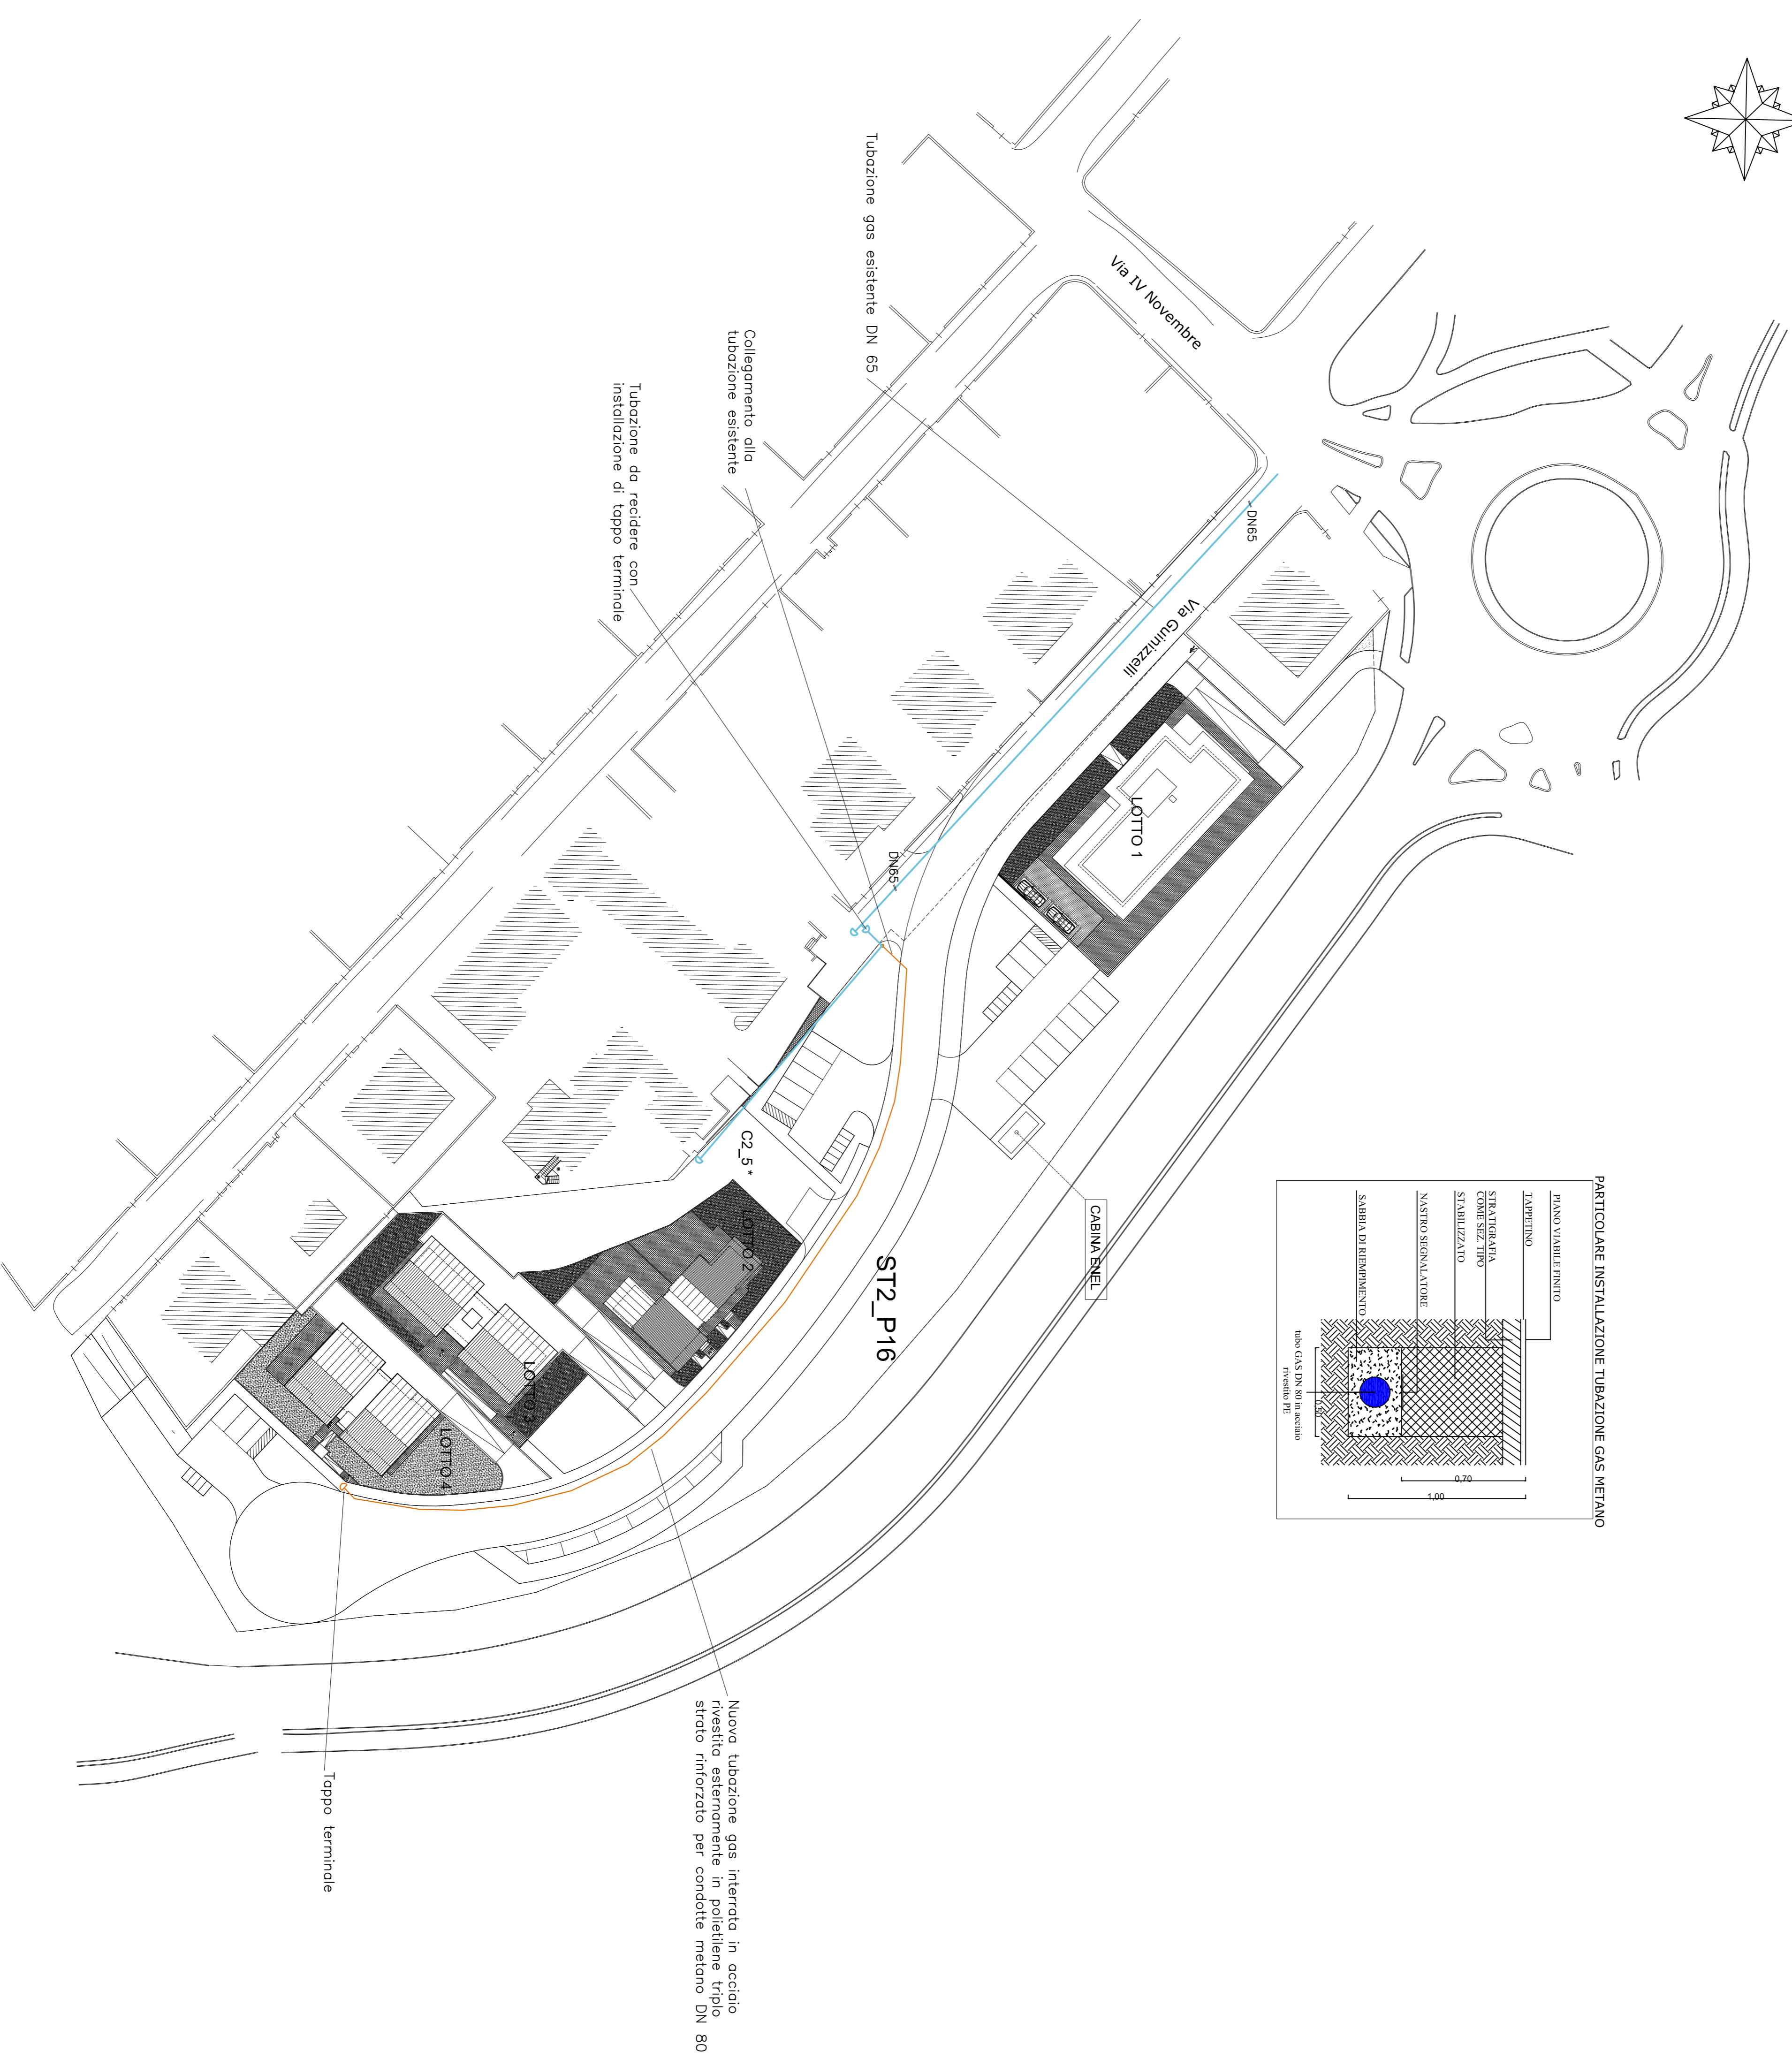 PARTICOLARE INSTALLAZIONE TUBAZIONE GAS METANO
PIANO VIABILE FINITO
TAPPETINO
STRATIGRAFIA
COME SEZ. TIPO
STABILIZZATO
NASTRO SEGNALATORE
SABBIA DI RIEMPIMENTO
tubo GAS DN 80 in acciaio
rivestito PE
0,50
0,70
1,00
Via IV Novembre
Tubazione gas esistente DN 65
Collegamento alla
tubazione esistente
Tubazione da recidere con
installazione di tappo terminale
DN65
Via Guinizzelli
LOTTO 1
DN65
CABINA ENEL
C2_5 *
ST2_P16
LOTTO 2
LOTTO 3
LOTTO 4
Nuova tubazione gas interrata in acciaio
rivestita esternamente in polietilene triplo
strato rinforzato per condotte metano DN 80
Tappo terminale